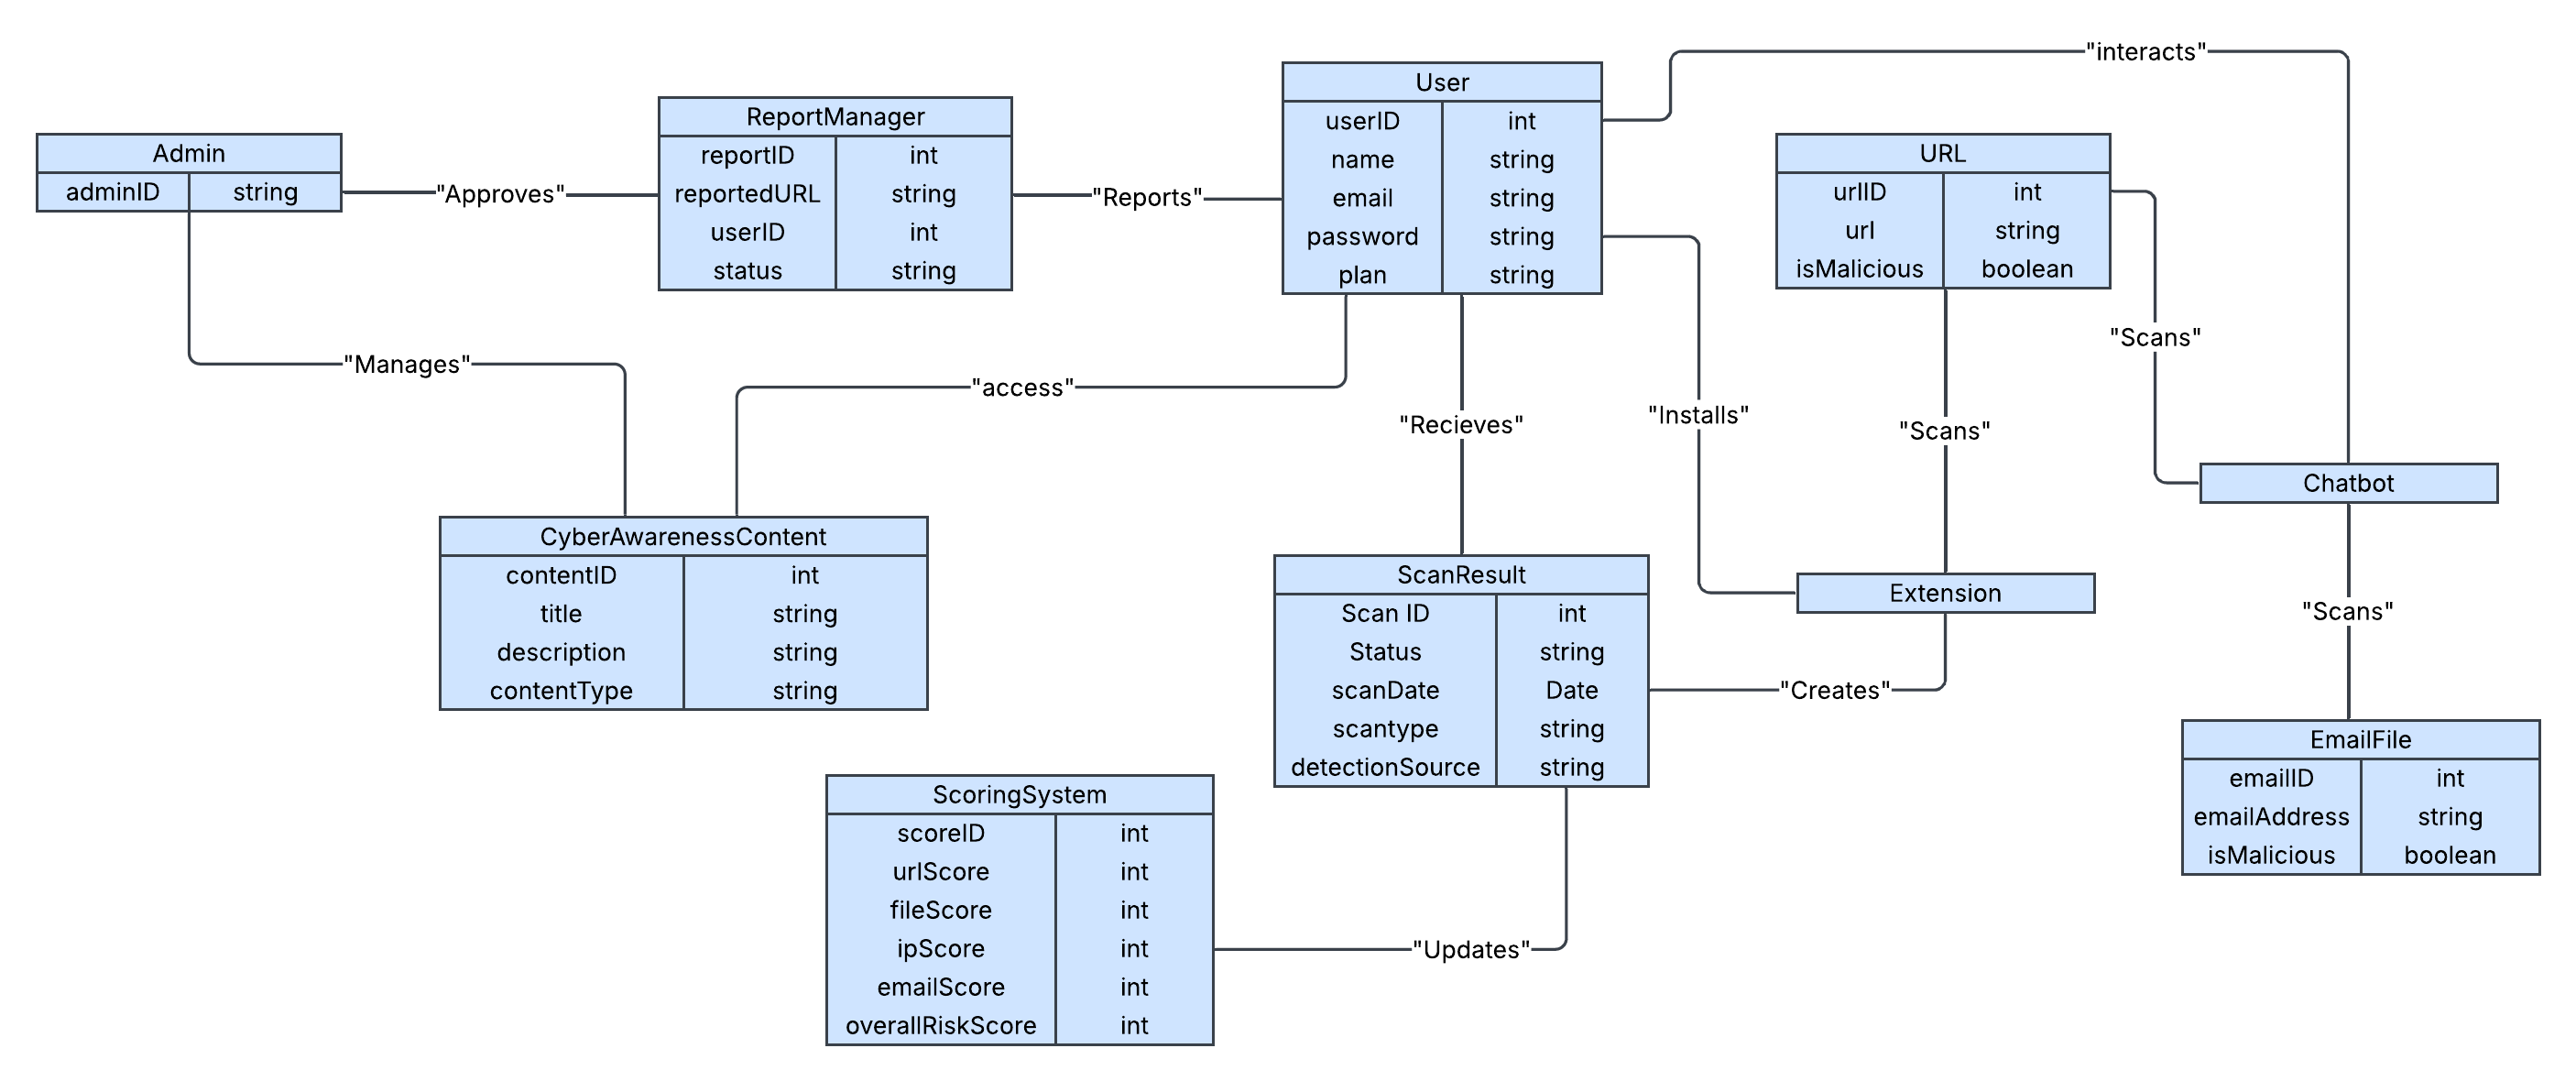 "interacts"
User
userID int
name string
email string
password string
plan string
ReportManager
reportID int
reportedURL string
userID int
status string
Admin
adminID string
"Approves"
"Reports"
URL
urlID int
url string
isMalicious boolean
"Scans"
"Manages"
"access"
"Recieves"
"Installs"
"Scans"
Chatbot
CyberAwarenessContent
contentID int
title string
description string
contentType string
ScanResult
Scan ID int
Status string
scanDate Date
scantype string
detectionSource string
Extension
"Scans"
"Creates"
EmailFile
emailID int
emailAddress string
isMalicious boolean
ScoringSystem
scoreID int
urlScore int
fileScore int
ipScore int
emailScore int
overallRiskScore int
"Updates"